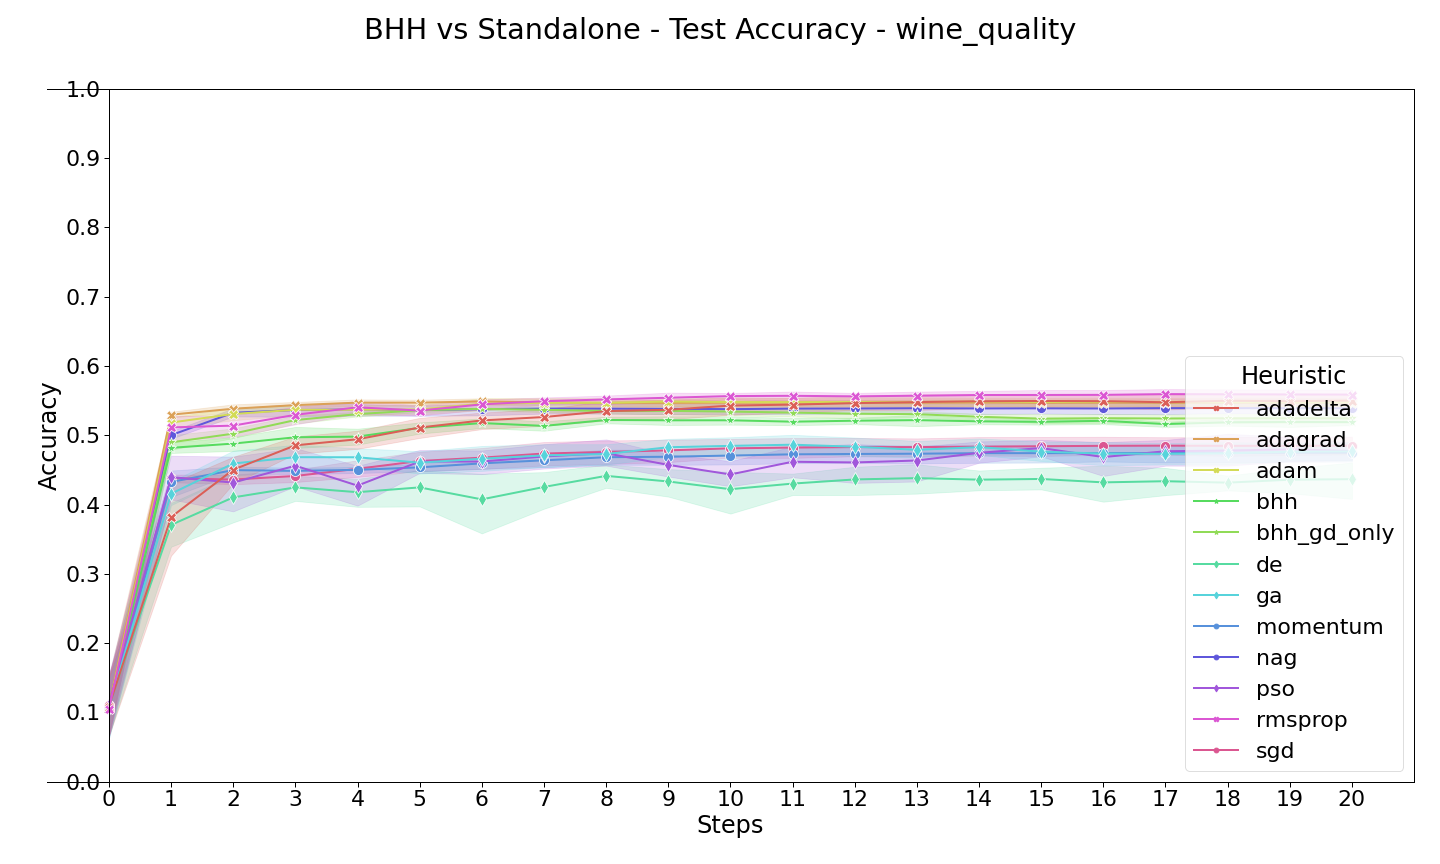 BHH vs Standalone - Test Accuracy - wine_quality
1.0
0.9
0.8
0.7
0.6
0.5
0.4
0.3
0.2
0.1
0.0
Accuracy
Heuristic
adadelta
adagrad
adam
bhh
bhh_gd_only
de
ga
momentum
nag
pso
rmsprop
sgd
0 1 2 3 4 5 6 7 8 9 10 11 12 13 14 15 16 17 18 19 20
Steps